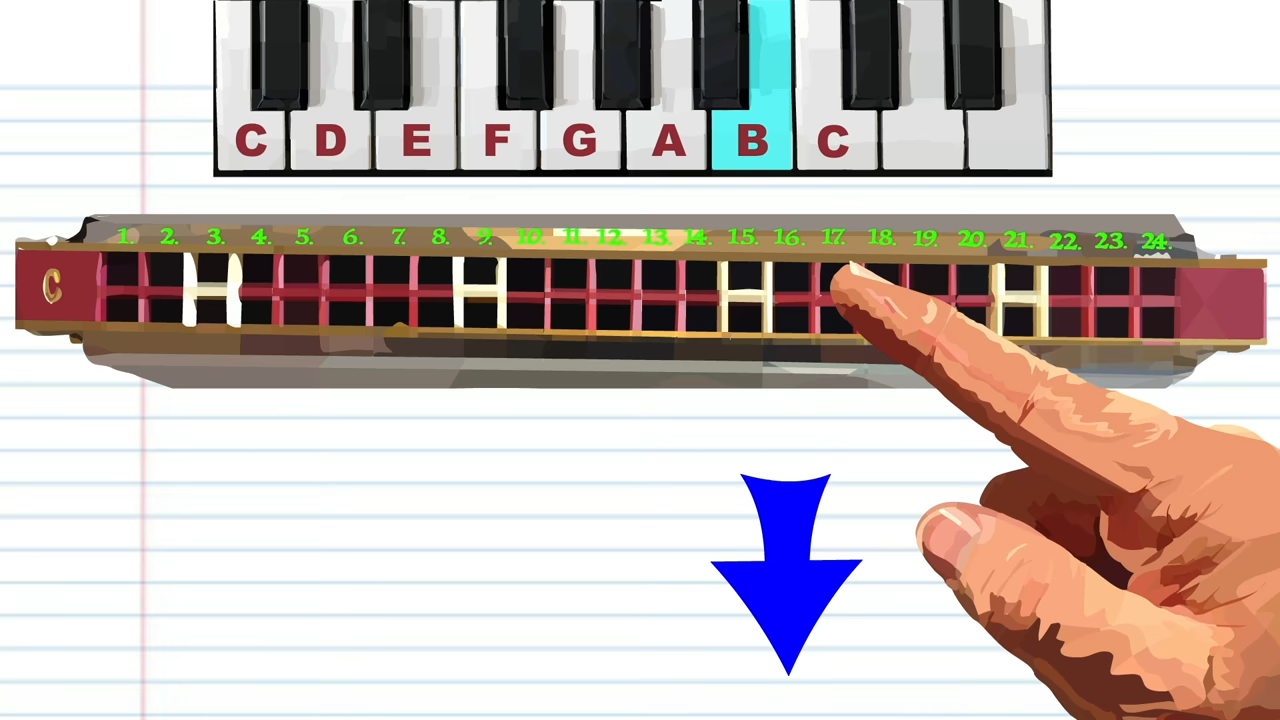 C D E F G A B C
1. 2. 3. 4. 5. 6. 7. 8. 9. 10. 11. 12. 13. 14. 15. 16. 17. 18. 19. 20. 21. 22. 23. 24.
C